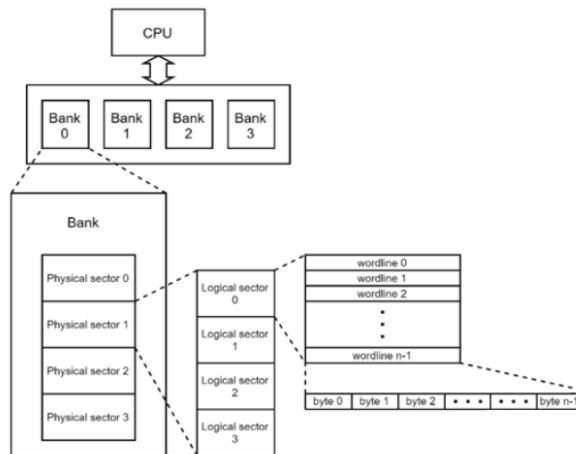 CPU
Bank
0
Bank
1
Bank
2
Bank
3
Bank
Physical sector 0
Physical sector 1
Physical sector 2
Physical sector 3
Logical sector
0
Logical sector
1
Logical sector
2
Logical sector
3
wordline 0
wordline 1
wordline 2
wordline n-1
byte 0
byte 1
byte 2
byte n-1